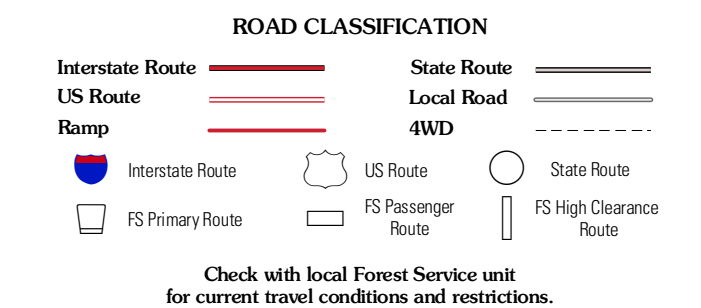 ROAD CLASSIFICATION
Interstate Route
State Route
US Route
Local Road
Ramp
4WD
Interstate Route
US Route
State Route
FS Primary Route
FS Passenger
Route
FS High Clearance
Route
Check with local Forest Service unit
for current travel conditions and restrictions.